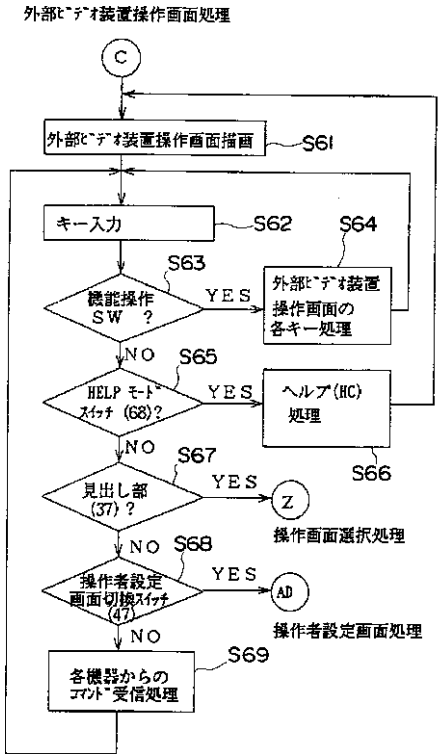 外部ビデオ装置操作画面処理
C
外部ビデオ装置操作画面描画
S61
キー入力
S62
S63
S64
機能操作
SW ?
YES
外部ビデオ装置
操作画面の
各キー処理
NO
S65
HELP モード
スイッチ (68)?
YES
ヘルプ(HC)
処理
S66
NO
S67
見出し部
(37) ?
YES
Z
操作画面選択処理
NO
S68
操作者設定
画面切換スイッチ
(47)
YES
AD
操作者設定画面処理
NO
S69
各機器からの
コマンド受信処理